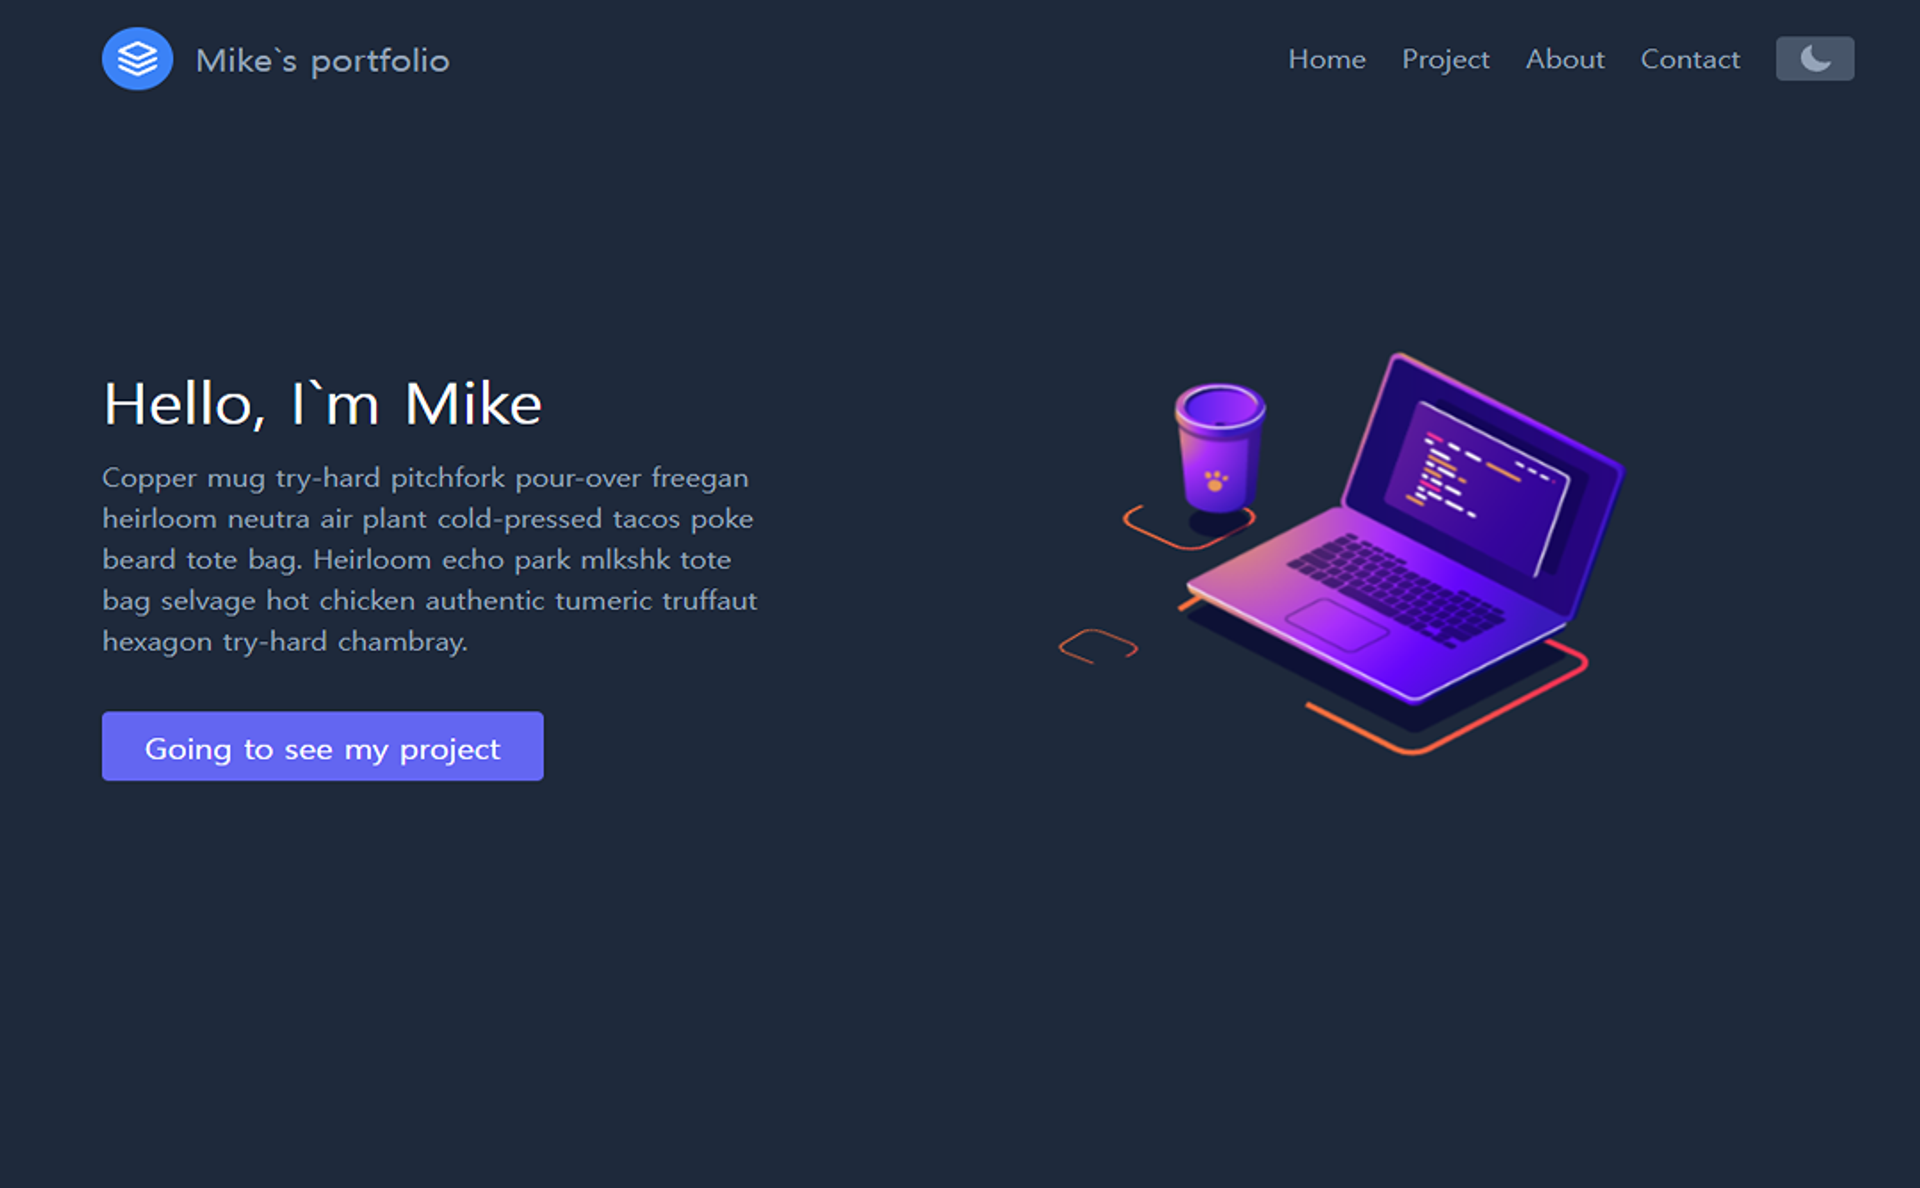 Mike`s portfolio
Home Project About Contact
Hello, I`m Mike
Copper mug try-hard pitchfork pour-over freegan
heirloom neutra air plant cold-pressed tacos poke
beard tote bag. Heirloom echo park mlkshk tote
bag selvage hot chicken authentic tumeric truffaut
hexagon try-hard chambray.
Going to see my project